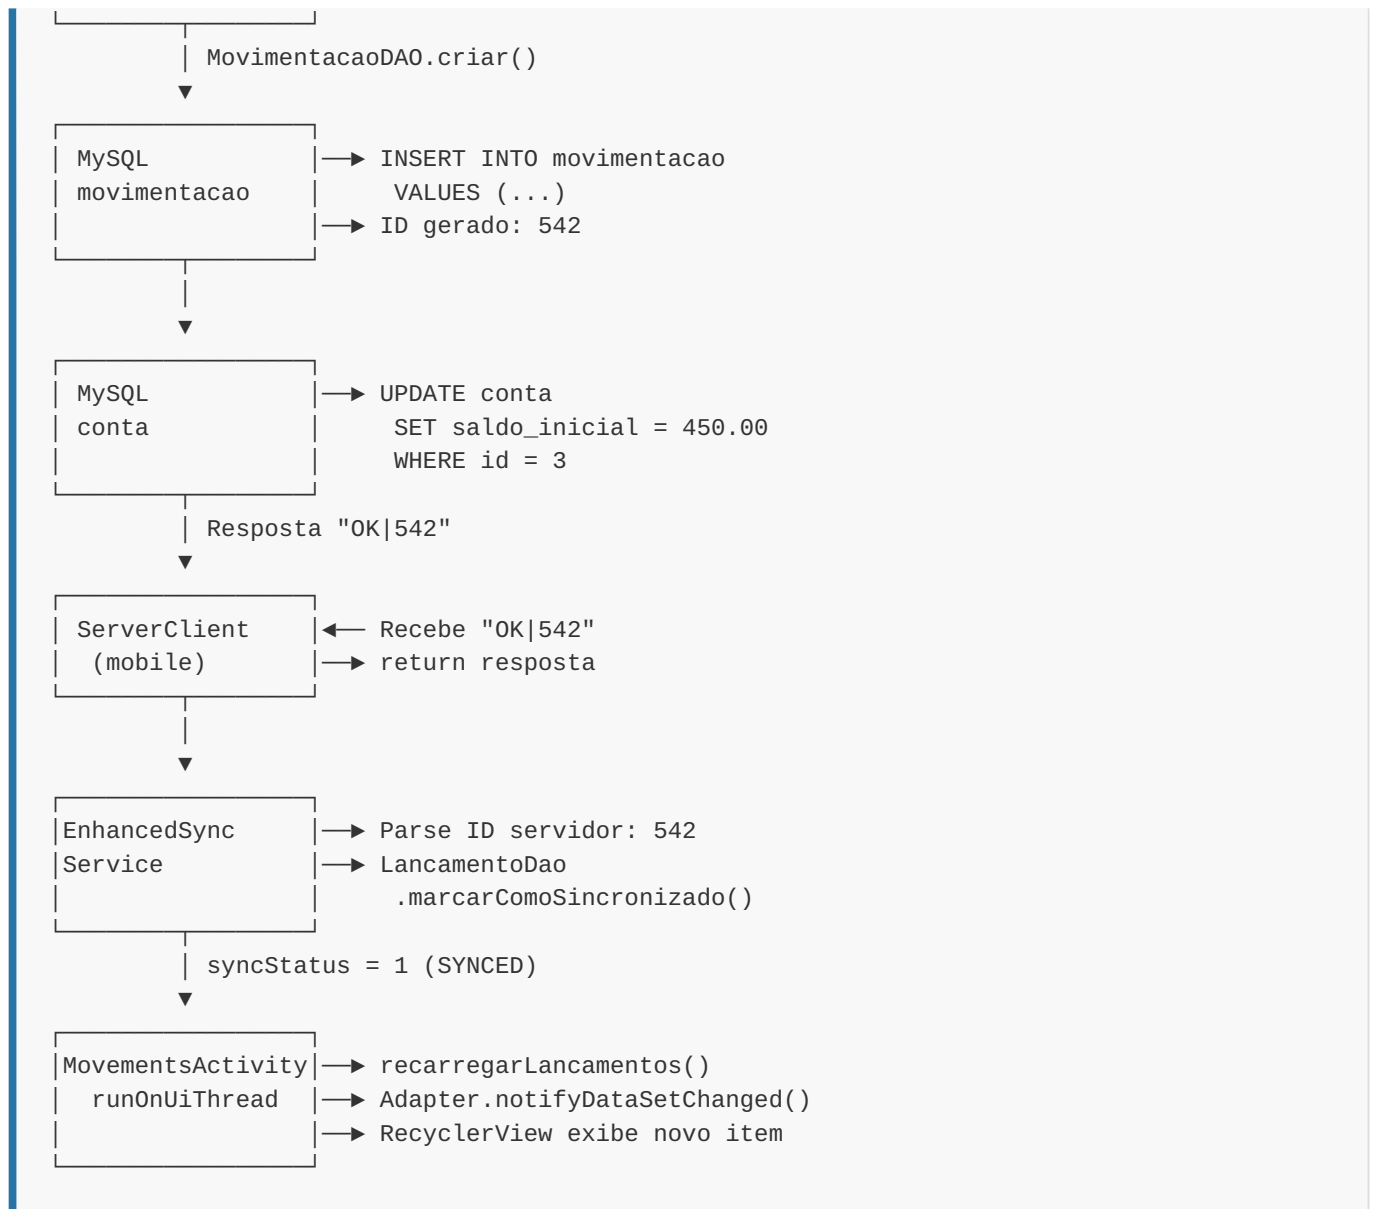 MovimentacaoDAO.criar()
▼
MySQL ──► INSERT INTO movimentacao
movimentacao VALUES (...)
──► ID gerado: 542
▼
MySQL ──► UPDATE conta
conta SET saldo_inicial = 450.00
WHERE id = 3
Resposta "OK|542"
▼
ServerClient ◄── Recebe "OK|542"
(mobile) ──► return resposta
▼
EnhancedSync ──► Parse ID servidor: 542
Service ──► LancamentoDao
.marcarComoSincronizado()
syncStatus = 1 (SYNCED)
▼
MovementsActivity ──► recarregarLancamentos()
runOnUiThread ──► Adapter.notifyDataSetChanged()
──► RecyclerView exibe novo item